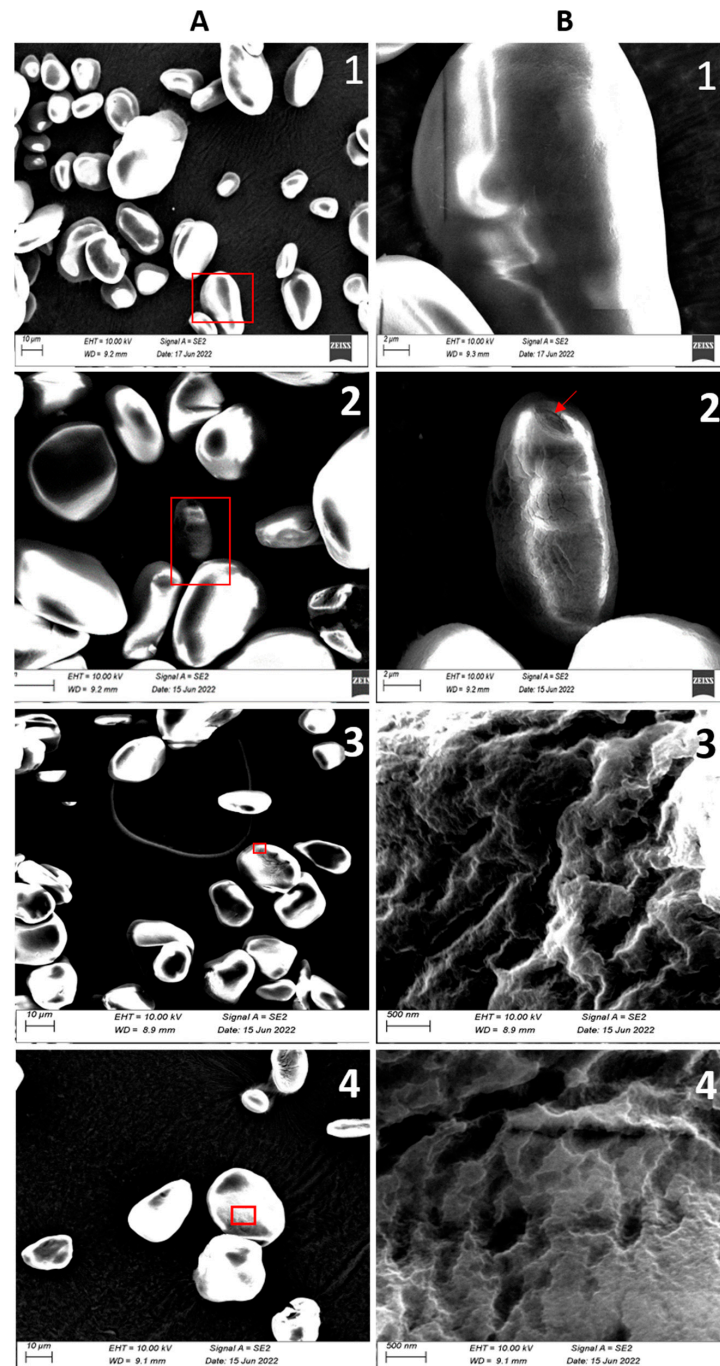 A
B
1
10 µm
EHT = 10.00 kV
Signal A = SE2
WD = 9.2 mm
Date: 17 Jun 2022
ZEISS
1
2 µm
EHT = 10.00 kV
Signal A = SE2
WD = 9.3 mm
Date: 17 Jun 2022
ZEISS
2
m
EHT = 10.00 kV
Signal A = SE2
WD = 9.2 mm
Date: 15 Jun 2022
ZEISS
2
2 µm
EHT = 10.00 kV
Signal A = SE2
WD = 9.2 mm
Date: 15 Jun 2022
ZEISS
3
10 µm
EHT = 10.00 kV
Signal A = SE2
WD = 8.9 mm
Date: 15 Jun 2022
3
500 nm
EHT = 10.00 kV
Signal A = SE2
WD = 8.9 mm
Date: 15 Jun 2022
4
10 µm
EHT = 10.00 kV
Signal A = SE2
WD = 9.1 mm
Date: 15 Jun 2022
4
500 nm
EHT = 10.00 kV
Signal A = SE2
WD = 9.1 mm
Date: 15 Jun 2022